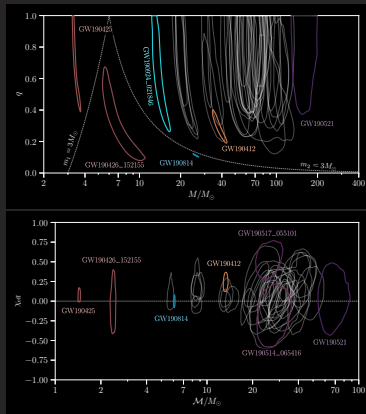 1.0
0.8
0.6
0.4
0.2
0.0
q
GW190425
GW190924_021846
GW190426_152155
GW190814
GW190412
GW190521
m₁ = 3M☉
m₂ = 3M☉
2 4 7 10 20 40 70 100 200 400
M/M☉
1.00
0.75
0.50
0.25
0.00
−0.25
−0.50
−0.75
−1.00
χeff
GW190517_055101
GW190426_152155
GW190412
GW190425
GW190814
GW190521
GW190514_065416
1 2 4 7 10 20 40 70 100
ℳ/M☉